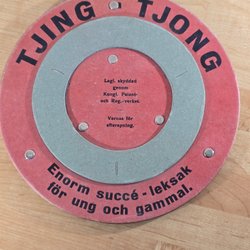 TJING TJONG
Lagl. skyddad
genom
Kongl. Patent-
och Reg.-verket.
Varnas för
efterapning.
Enorm succé - leksak
för ung och gammal.